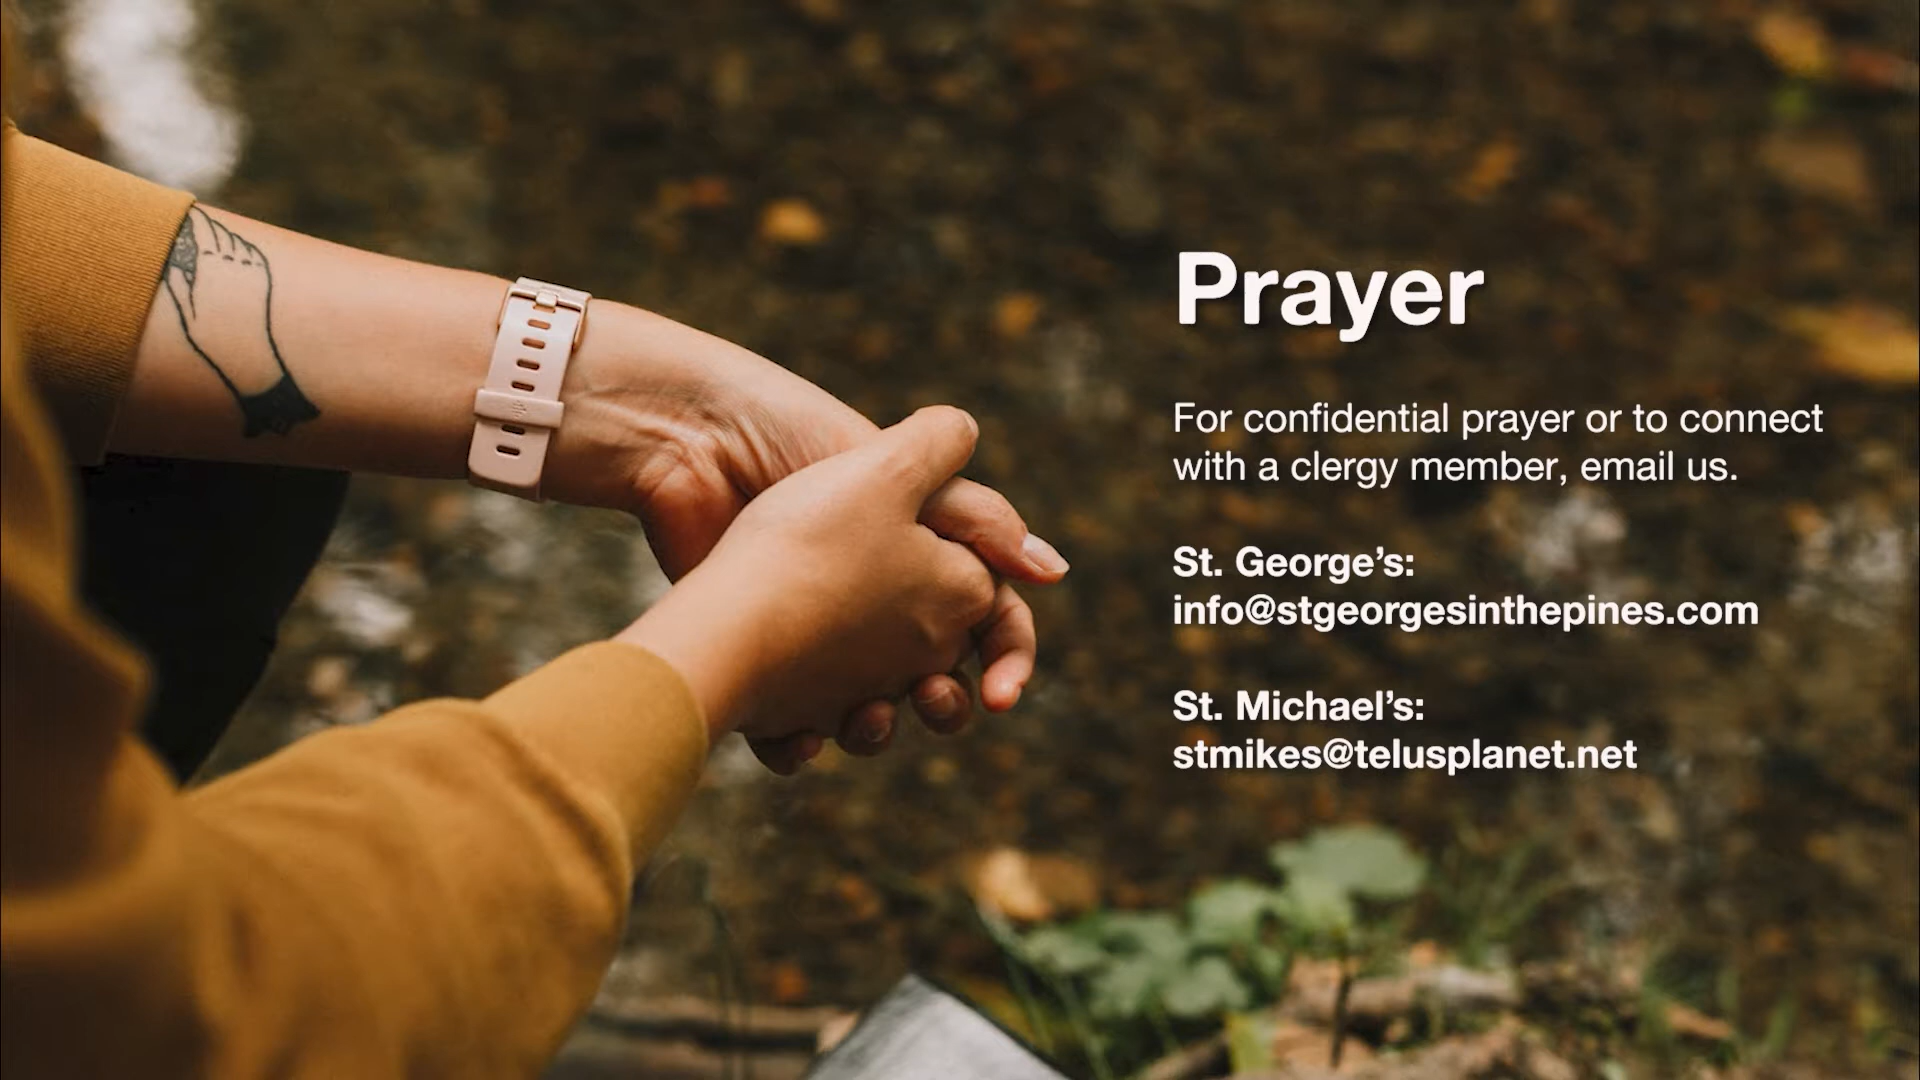 Prayer
For confidential prayer or to connect
with a clergy member, email us.
St. George’s:
info@stgeorgesinthepines.com
St. Michael’s:
stmikes@telusplanet.net